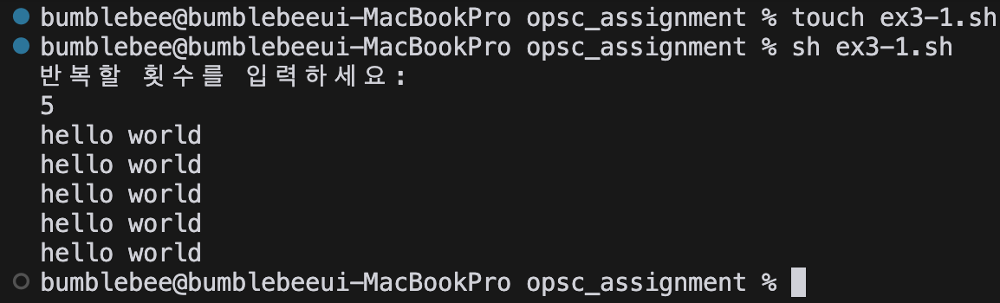 bumblebee@bumblebeeui-MacBookPro opsc_assignment % touch ex3-1.sh
bumblebee@bumblebeeui-MacBookPro opsc_assignment % sh ex3-1.sh
반복할 횟수를 입력하세요:
5
hello world
hello world
hello world
hello world
hello world
bumblebee@bumblebeeui-MacBookPro opsc_assignment %